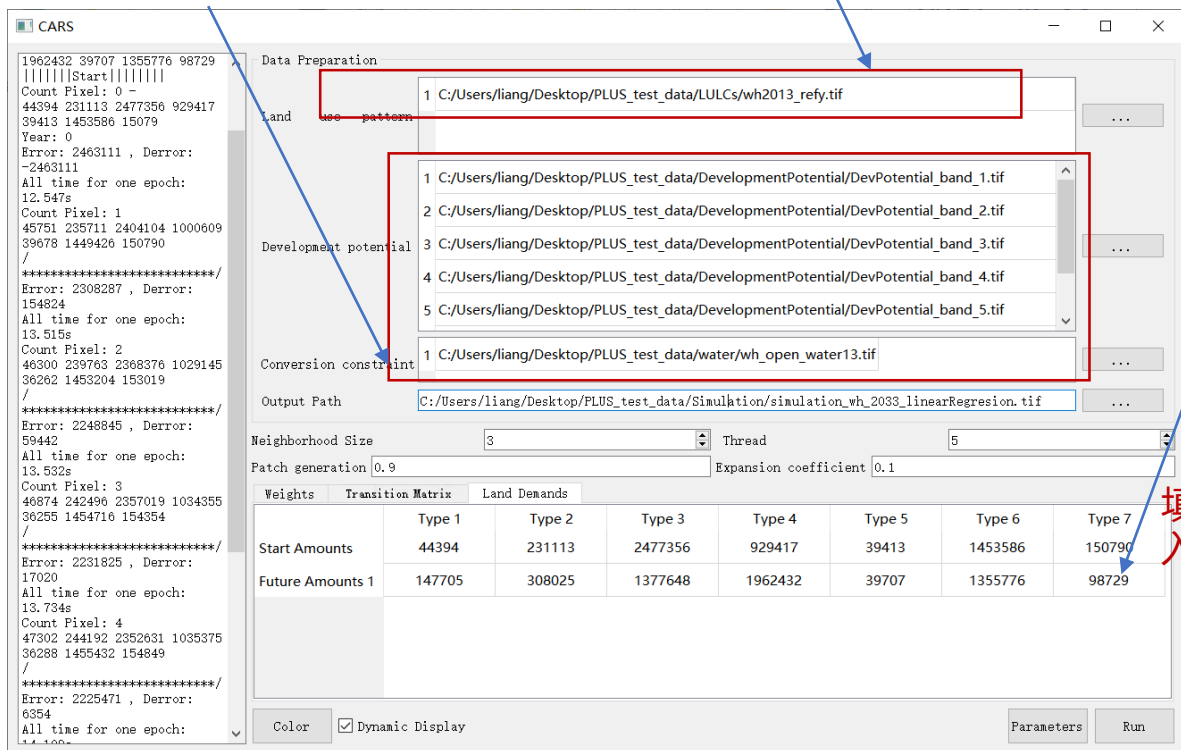 CARS
1962432 39707 1355776 98729
|||||||Start||||||||
Count Pixel: 0 -
44394 231113 2477356 929417
39413 1453586 15079
Year: 0
Error: 2463111 , Derror:
-2463111
All time for one epoch:
12.547s
Count Pixel: 1
45751 235711 2404104 1000609
39678 1449426 150790
/
***************************/
Error: 2308287 , Derror:
154824
All time for one epoch:
13.515s
Count Pixel: 2
46300 239763 2368376 1029145
36262 1453204 153019
/
***************************/
Error: 2248845 , Derror:
59442
All time for one epoch:
13.532s
Count Pixel: 3
46874 242496 2357019 1034355
36255 1454716 154354
/
***************************/
Error: 2231825 , Derror:
17020
All time for one epoch:
13.734s
Count Pixel: 4
47302 244192 2352631 1035375
36288 1455432 154849
/
***************************/
Error: 2225471 , Derror:
6354
All time for one epoch:
Data Preparation
Land use pattern
1 C:/Users/liang/Desktop/PLUS_test_data/LULCs/wh2013_refy.tif
...
Development potential
1 C:/Users/liang/Desktop/PLUS_test_data/DevelopmentPotential/DevPotential_band_1.tif
2 C:/Users/liang/Desktop/PLUS_test_data/DevelopmentPotential/DevPotential_band_2.tif
3 C:/Users/liang/Desktop/PLUS_test_data/DevelopmentPotential/DevPotential_band_3.tif
4 C:/Users/liang/Desktop/PLUS_test_data/DevelopmentPotential/DevPotential_band_4.tif
5 C:/Users/liang/Desktop/PLUS_test_data/DevelopmentPotential/DevPotential_band_5.tif
...
Conversion constraint
1 C:/Users/liang/Desktop/PLUS_test_data/water/wh_open_water13.tif
...
Output Path C:/Users/liang/Desktop/PLUS_test_data/Simulation/simulation_wh_2033_linearRegresion.tif ...
Neighborhood Size 3 Thread 5
Patch generation 0.9 Expansion coefficient 0.1
Weights Transition Matrix Land Demands
Type 1 Type 2 Type 3 Type 4 Type 5 Type 6 Type 7
Start Amounts 44394 231113 2477356 929417 39413 1453586 150790
Future Amounts 1 147705 308025 1377648 1962432 39707 1355776 98729
填
入
Color Dynamic Display Parameters Run